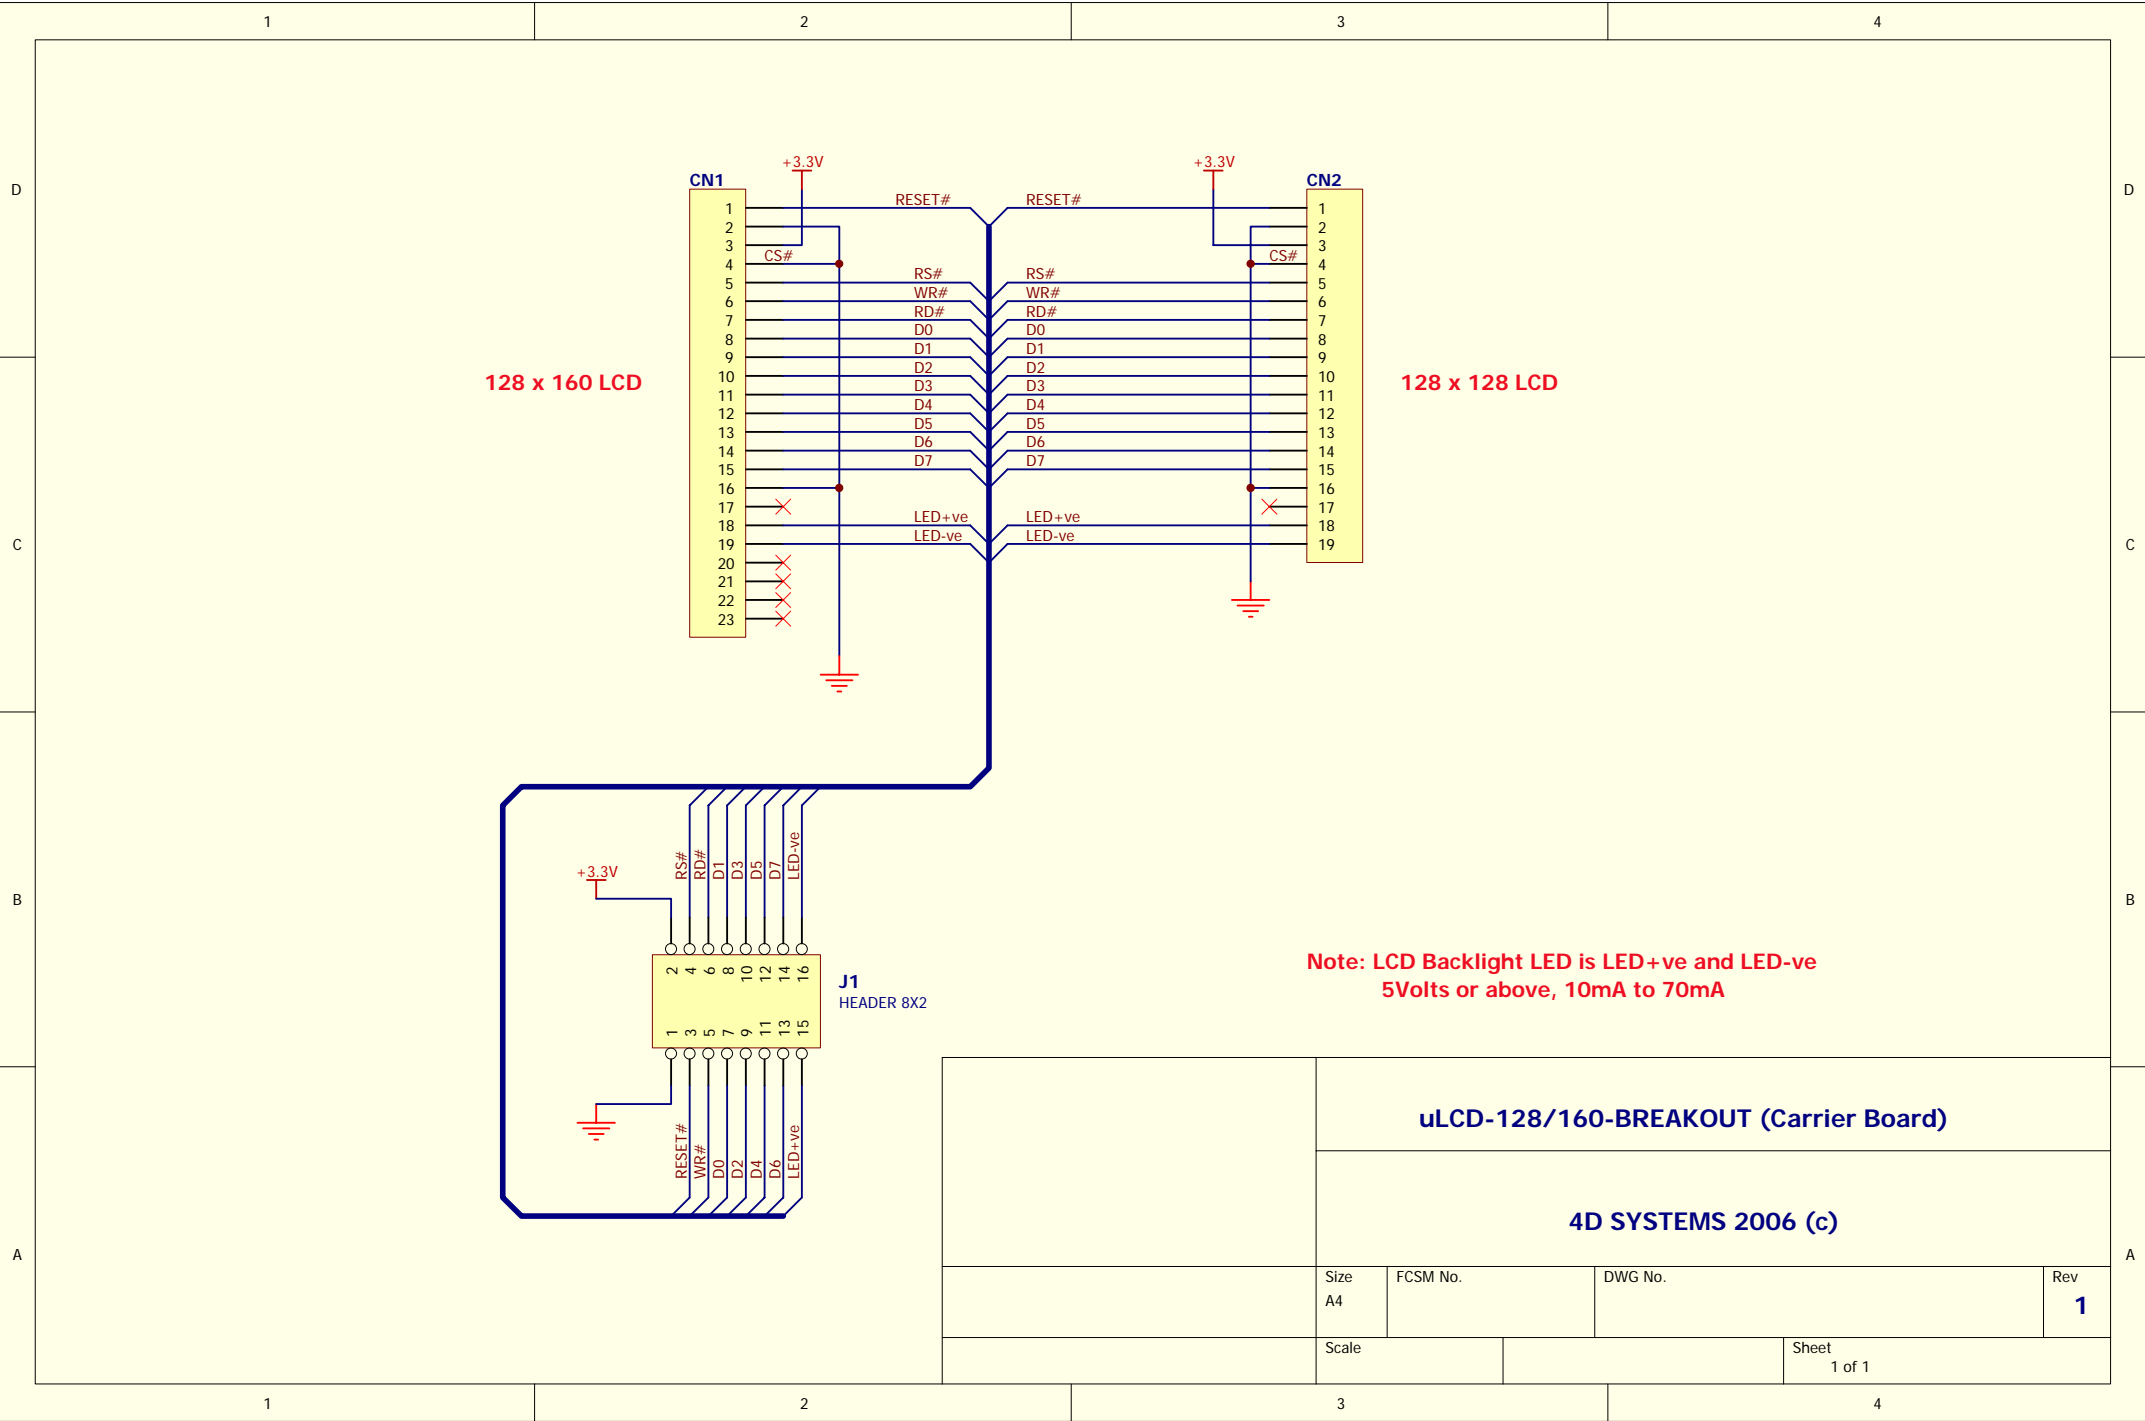 1 2 3 4
D D
+3.3V +3.3V
CN1 CN2
1 RESET# RESET# 1
2 2
3 3
4 CS# CS# 4
5 RS# RS# 5
6 WR# WR# 6
7 RD# RD# 7
8 D0 D0 8
9 D1 D1 9
128 x 160 LCD 10 D2 D2 10 128 x 128 LCD
11 D3 D3 11
12 D4 D4 12
13 D5 D5 13
14 D6 D6 14
15 D7 D7 15
16 16
17 17
18 LED+ve LED+ve 18
19 LED-ve LED-ve 19
C C
20
21
22
23
+3.3V
RS# RD# D1 D3 D5 D7 LED-ve
B B
2 4 6 8 10 12 14 16
J1
HEADER 8X2
1 3 5 7 9 11 13 15
RESET# WR# D0 D2 D4 D6 LED+ve
Note: LCD Backlight LED is LED+ve and LED-ve
5Volts or above, 10mA to 70mA
uLCD-128/160-BREAKOUT (Carrier Board)
4D SYSTEMS 2006 (c)
A A
Size FCSM No. DWG No. Rev
A4 1
Scale Sheet
1 of 1
1 2 3 4